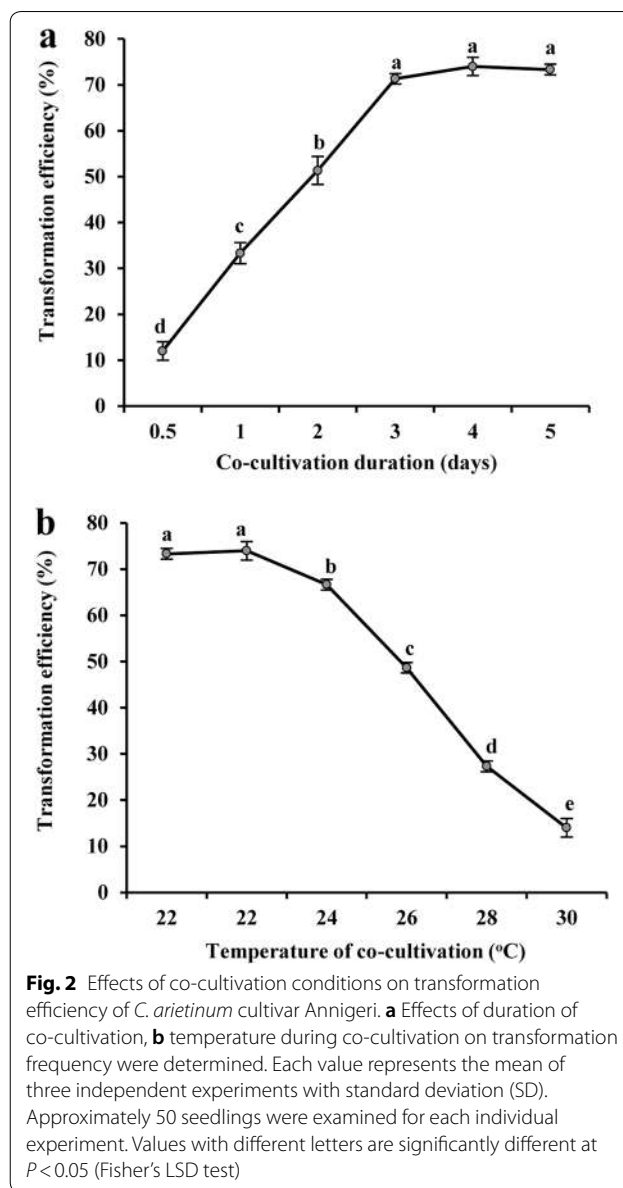 a
80
70
60
50
40
30
20
10
0
Transformation efficiency (%)
d
c
b
a
a
a
0.5 1 2 3 4 5
Co-cultivation duration (days)
b
80
70
60
50
40
30
20
10
0
Transformation efficiency (%)
a
a
b
c
d
e
22 22 24 26 28 30
Temperature of co-cultivation (°C)
Fig. 2 Effects of co-cultivation conditions on transformation
efficiency of C. arietinum cultivar Annigeri. a Effects of duration of
co-cultivation, b temperature during co-cultivation on transformation
frequency were determined. Each value represents the mean of
three independent experiments with standard deviation (SD).
Approximately 50 seedlings were examined for each individual
experiment. Values with different letters are significantly different at
P < 0.05 (Fisher's LSD test)